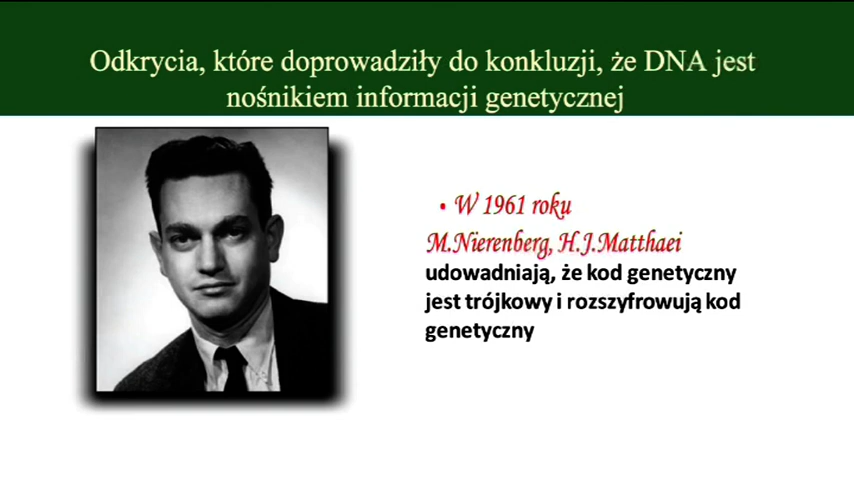 Odkrycia, które doprowadziły do konkluzji, że DNA jest
nośnikiem informacji genetycznej
• W 1961 roku
M.Nierenberg, H.J.Matthaei
udowadniają, że kod genetyczny
jest trójkowy i rozszyfrowują kod
genetyczny